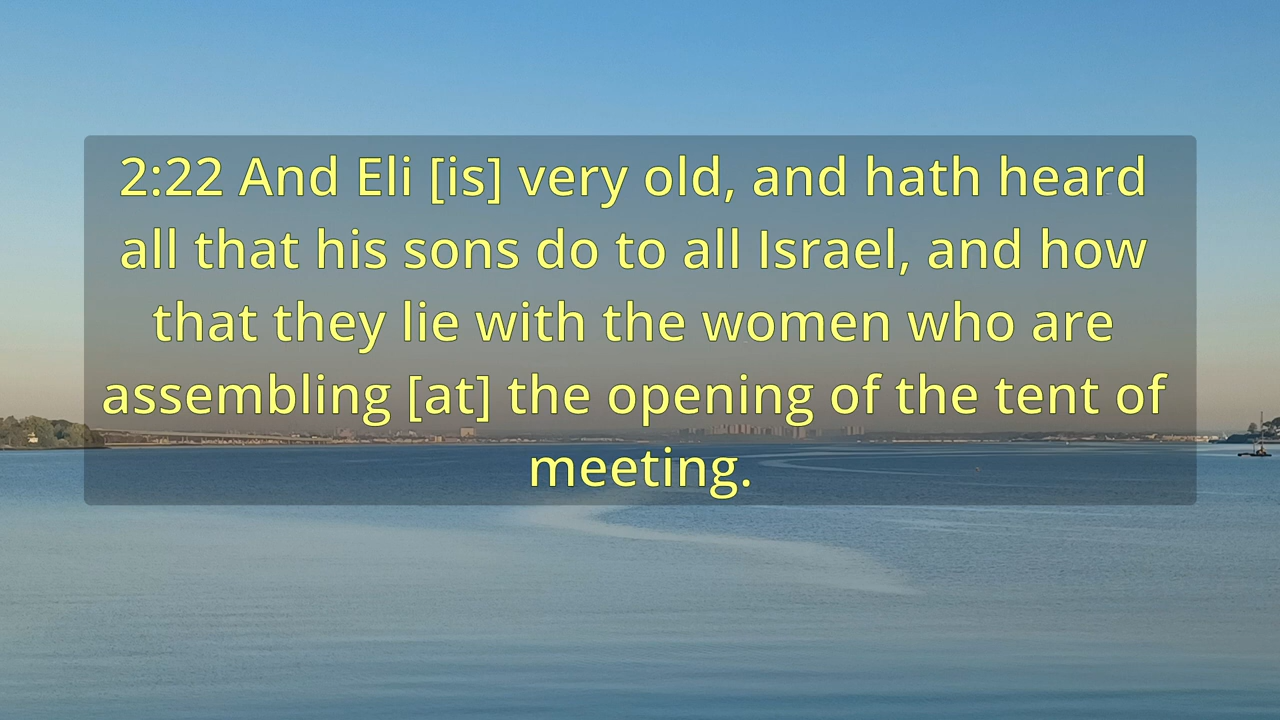 2:22 And Eli [is] very old, and hath heard
all that his sons do to all Israel, and how
that they lie with the women who are
assembling [at] the opening of the tent of
meeting.